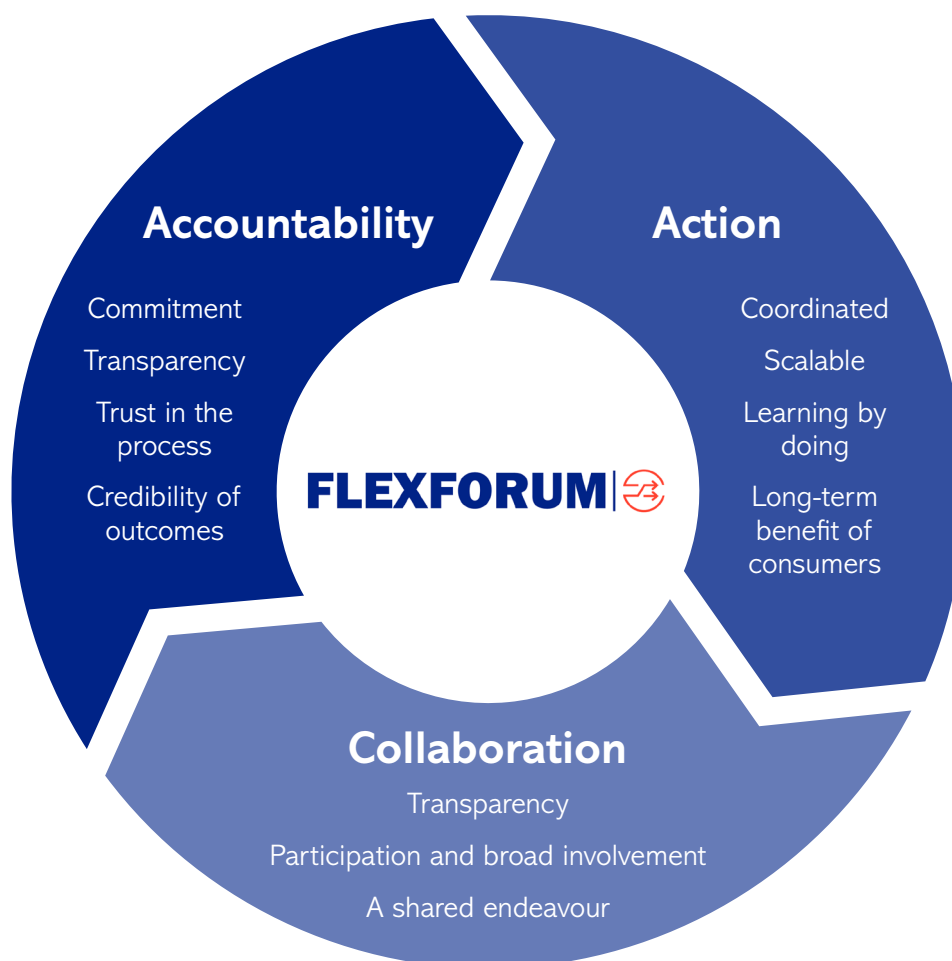 Accountability
Commitment
Transparency
Trust in the
process
Credibility of
outcomes
Action
Coordinated
Scalable
Learning by
doing
Long-term
benefit of
consumers
FLEXFORUM
Collaboration
Transparency
Participation and broad involvement
A shared endeavour